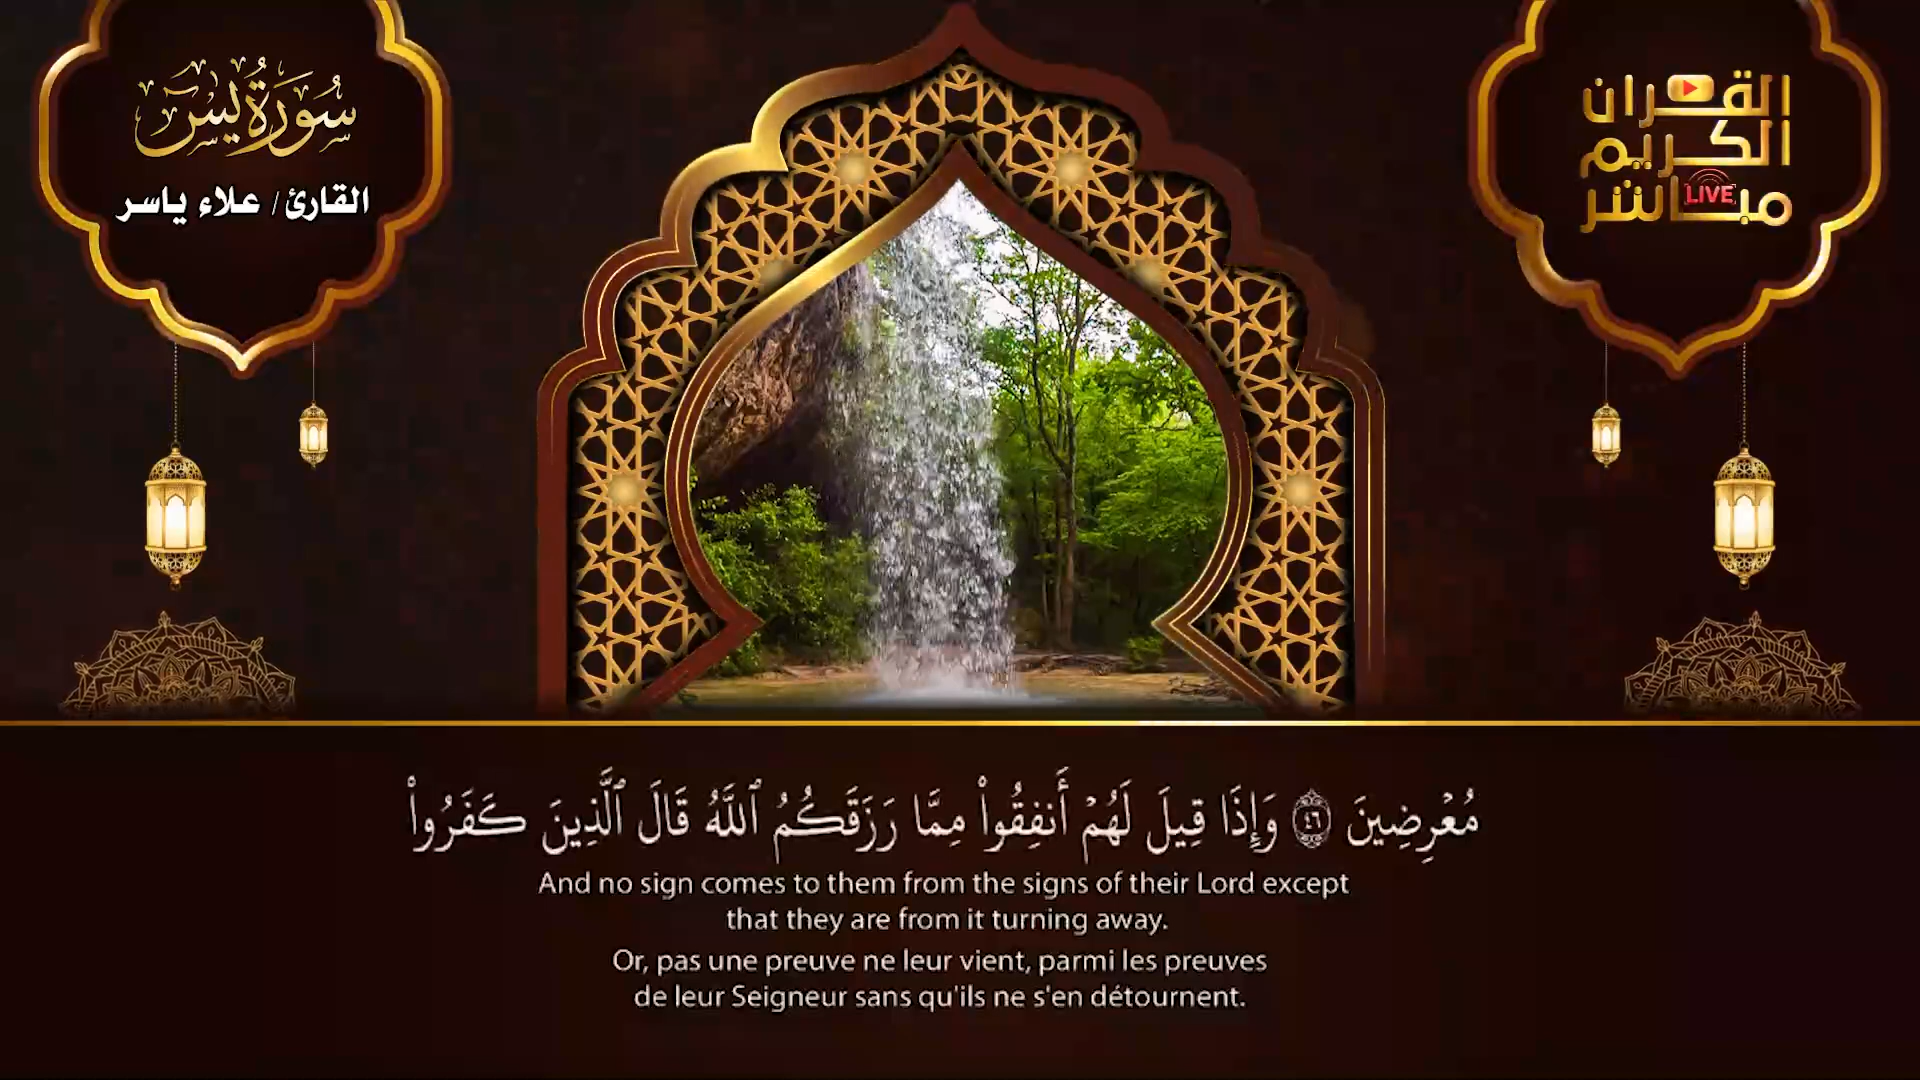 سُورَةُ يسٓ
القارئ / علاء ياسر
القرآن
الكريم
مباشر
LIVE
مُعْرِضِينَ ٤٦ وَإِذَا قِيلَ لَهُمْ أَنفِقُوا۟ مِمَّا رَزَقَكُمُ ٱللَّهُ قَالَ ٱلَّذِينَ كَفَرُوا۟
And no sign comes to them from the signs of their Lord except
that they are from it turning away.
Or, pas une preuve ne leur vient, parmi les preuves
de leur Seigneur sans qu'ils ne s'en détournent.